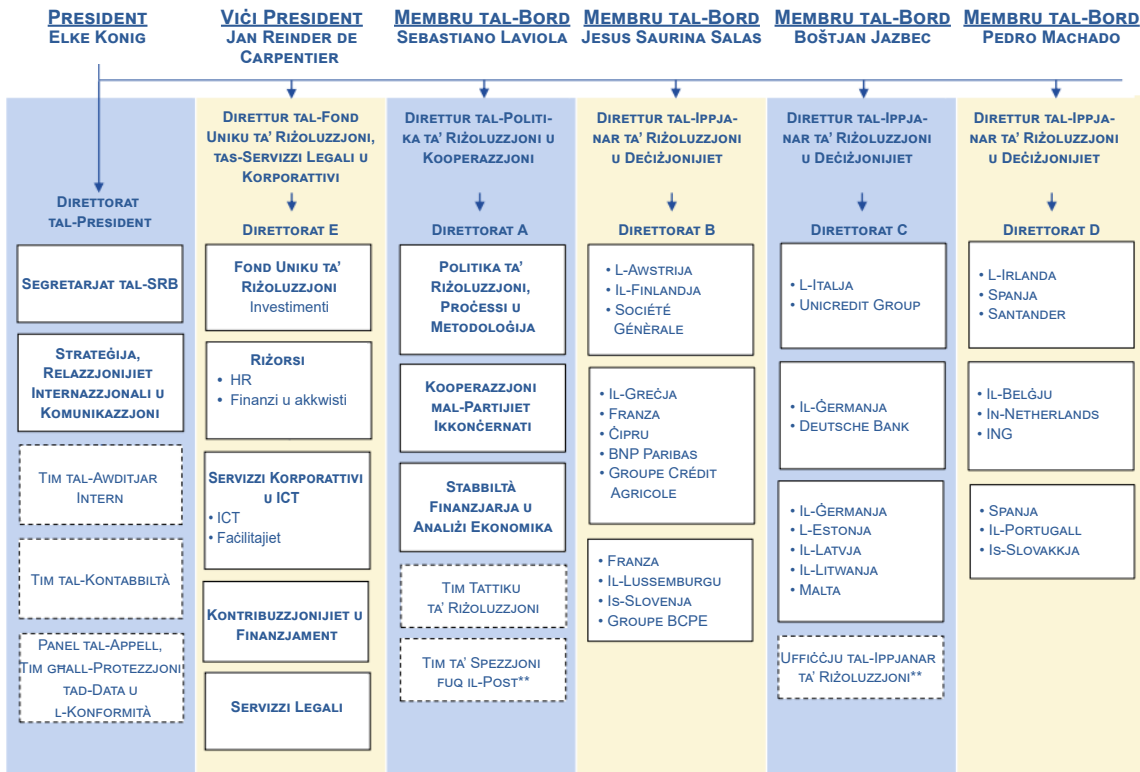 PRESIDENT
ELKE KONIG
VIĊI PRESIDENT
JAN REINDER DE
CARPENTIER
MEMBRU TAL-BORD
SEBASTIANO LAVIOLA
MEMBRU TAL-BORD
JESUS SAURINA SALAS
MEMBRU TAL-BORD
BOŠTJAN JAZBEC
MEMBRU TAL-BORD
PEDRO MACHADO
DIRETTORAT
TAL-PRESIDENT
SEGRETARJAT TAL-SRB
STRATEĠIJA,
RELAZZJONIJIET
INTERNAZZJONALI U
KOMUNIKAZZJONI
TIM TAL-AWDITJAR
INTERN
TIM TAL-KONTABBILTÀ
PANEL TAL-APPELL,
TIM GĦALL-PROTEZZJONI
TAD-DATA U
L-KONFORMITÀ
DIRETTUR TAL-FOND
UNIKU TA' RIŻOLUZZJONI,
TAS-SERVIZZI LEGALI U
KORPORATTIVI
DIRETTORAT E
FOND UNIKU TA'
RIŻOLUZZJONI
Investimenti
RIŻORSI
• HR
• Finanzi u akkwisti
SERVIZZI KORPORATTIVI
U ICT
• ICT
• Faċilitajiet
KONTRIBUZZJONIJIET U
FINANZJAMENT
SERVIZZI LEGALI
DIRETTUR TAL-POLITI-
KA TA' RIŻOLUZZJONI U
KOOPERAZZJONI
DIRETTORAT A
POLITIKA TA'
RIŻOLUZZJONI,
PROĊESSI U
METODOLOĠIJA
KOOPERAZZJONI
MAL-PARTIJIET
IKKONĊERNATI
STABBILTÀ
FINANZJARJA U
ANALIŻI EKONOMIKA
TIM TATTIKU
TA' RIŻOLUZZJONI
TIM TA' SPEZZJONI
FUQ IL-POST**
DIRETTUR TAL-IPPJA-
NAR TA' RIŻOLUZZJONI
U DEĊIŻJONIJIET
DIRETTORAT B
• L-AWSTRIJA
• IL-FINLANDJA
• SOCIÉTÉ
GÉNÈRALE
• IL-GREĊJA
• FRANZA
• ĊIPRU
• BNP PARIBAS
• GROUPE CRÉDIT
AGRICOLE
• FRANZA
• IL-LUSSEMBURGU
• IS-SLOVENJA
• GROUPE BCPE
DIRETTUR TAL-IPPJA-
NAR TA' RIŻOLUZZJONI
U DEĊIŻJONIJIET
DIRETTORAT C
• L-ITALJA
• UNICREDIT GROUP
• IL-ĠERMANJA
• DEUTSCHE BANK
• IL-ĠERMANJA
• L-ESTONJA
• IL-LATVJA
• IL-LITWANJA
• MALTA
UFFIĊĊJU TAL-IPPJANAR
TA' RIŻOLUZZJONI**
DIRETTUR TAL-IPPJA-
NAR TA' RIŻOLUZZJONI
U DEĊIŻJONIJIET
DIRETTORAT D
• L-IRLANDA
• SPANJA
• SANTANDER
• IL-BELĠJU
• IN-NETHERLANDS
• ING
• SPANJA
• IL-PORTUGALL
• IS-SLOVAKKJA